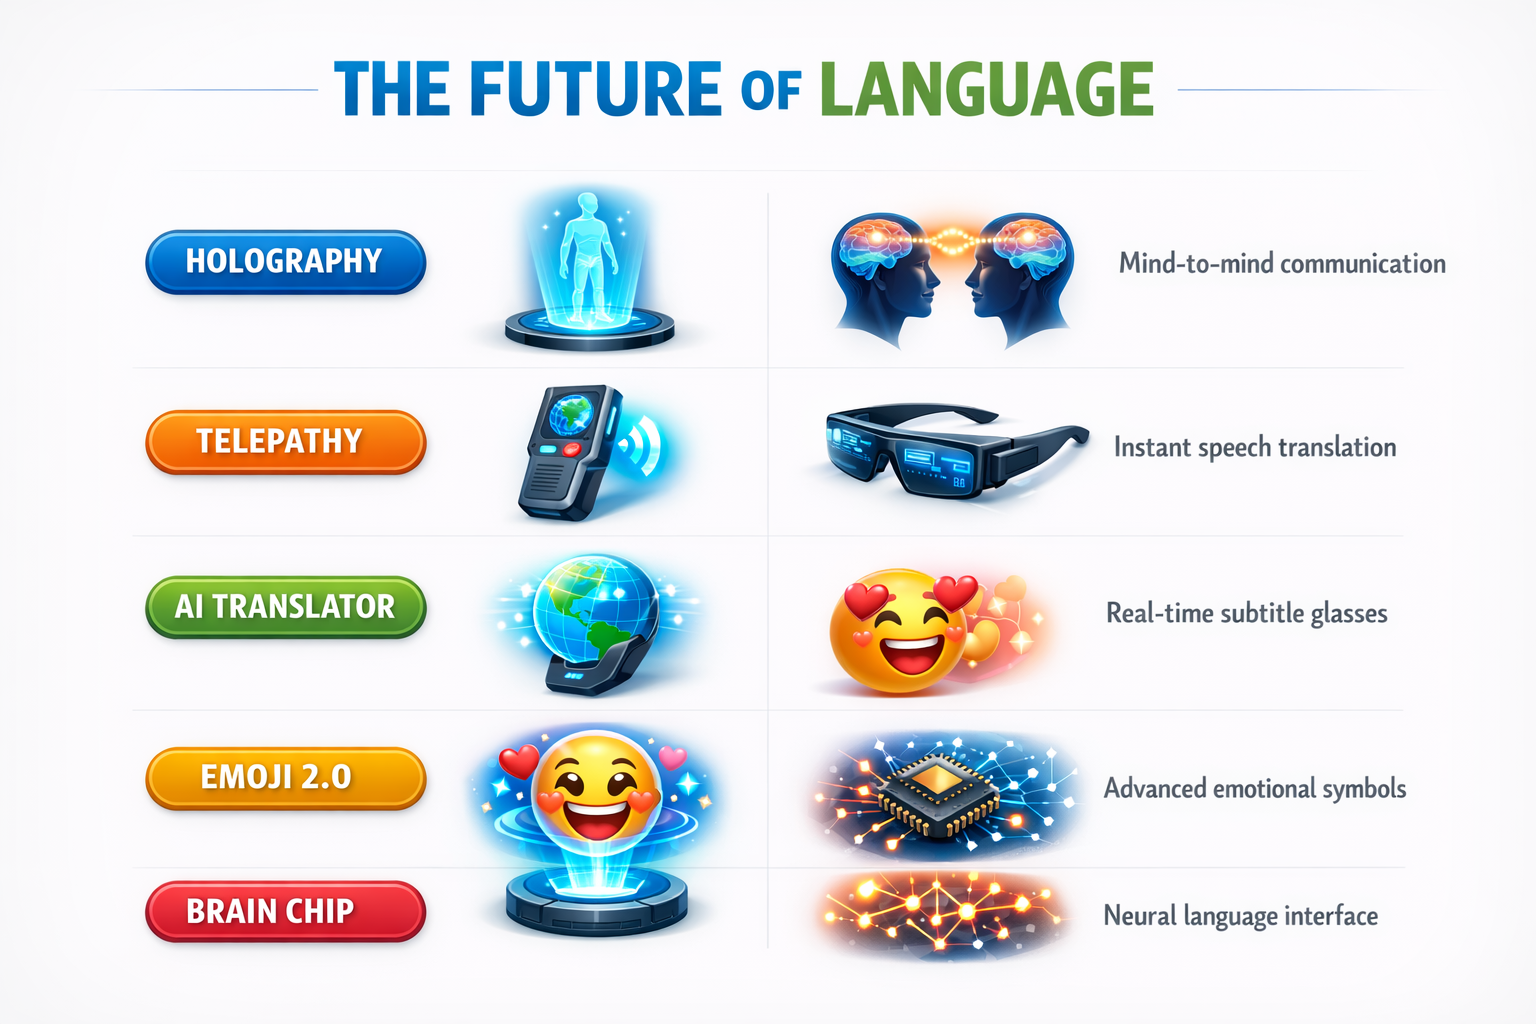 THE FUTURE OF LANGUAGE
HOLOGRAPHY
Mind-to-mind communication
TELEPATHY
Instant speech translation
AI TRANSLATOR
Real-time subtitle glasses
EMOJI 2.0
Advanced emotional symbols
BRAIN CHIP
Neural language interface